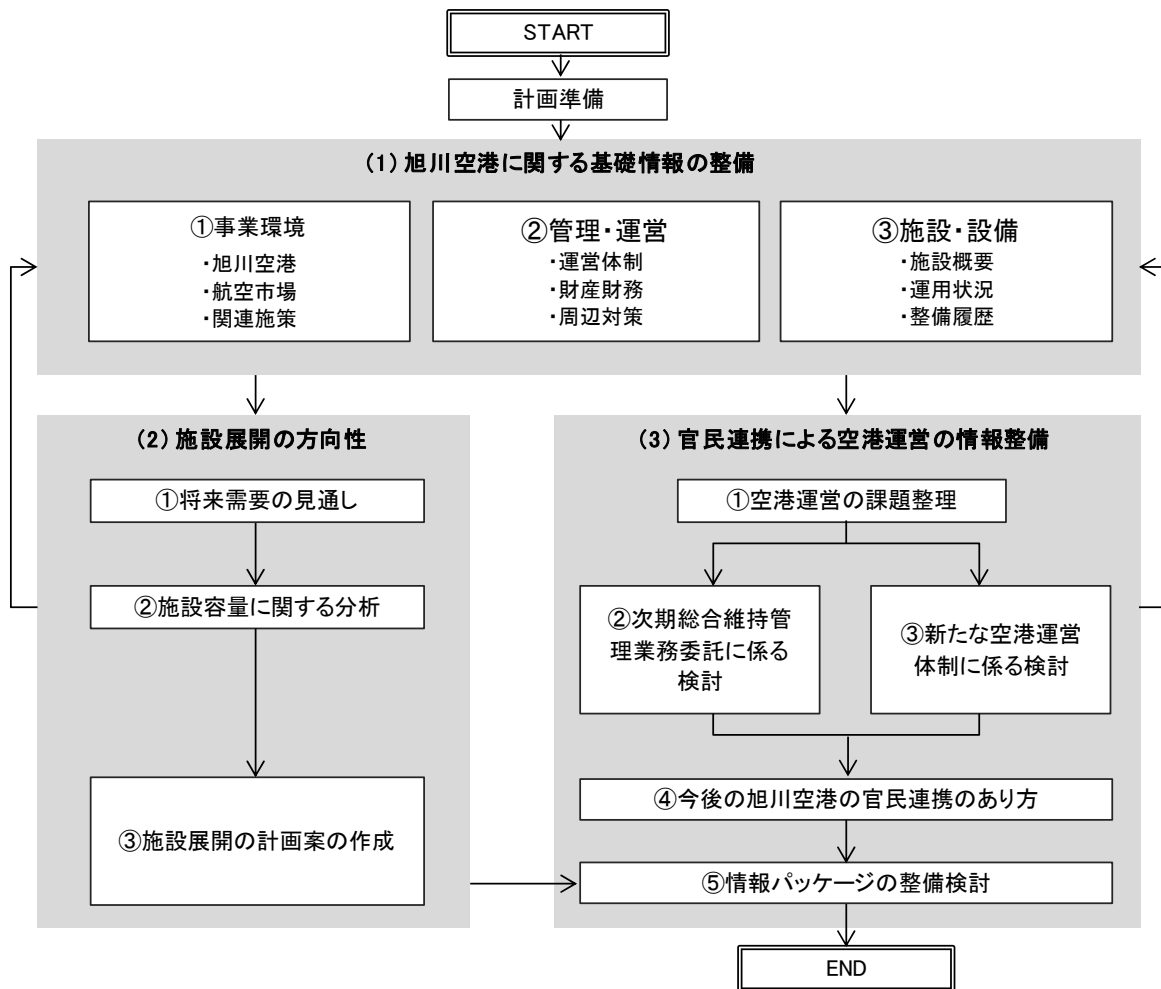 START
計画準備
(1) 旭川空港に関する基礎情報の整備
①事業環境
・旭川空港
・航空市場
・関連施策
②管理・運営
・運営体制
・財産財務
・周辺対策
③施設・設備
・施設概要
・運用状況
・整備履歴
(2) 施設展開の方向性
①将来需要の見通し
②施設容量に関する分析
③施設展開の計画案の作成
(3) 官民連携による空港運営の情報整備
①空港運営の課題整理
②次期総合維持管
理業務委託に係る
検討
③新たな空港運営
体制に係る検討
④今後の旭川空港の官民連携のあり方
⑤情報パッケージの整備検討
END